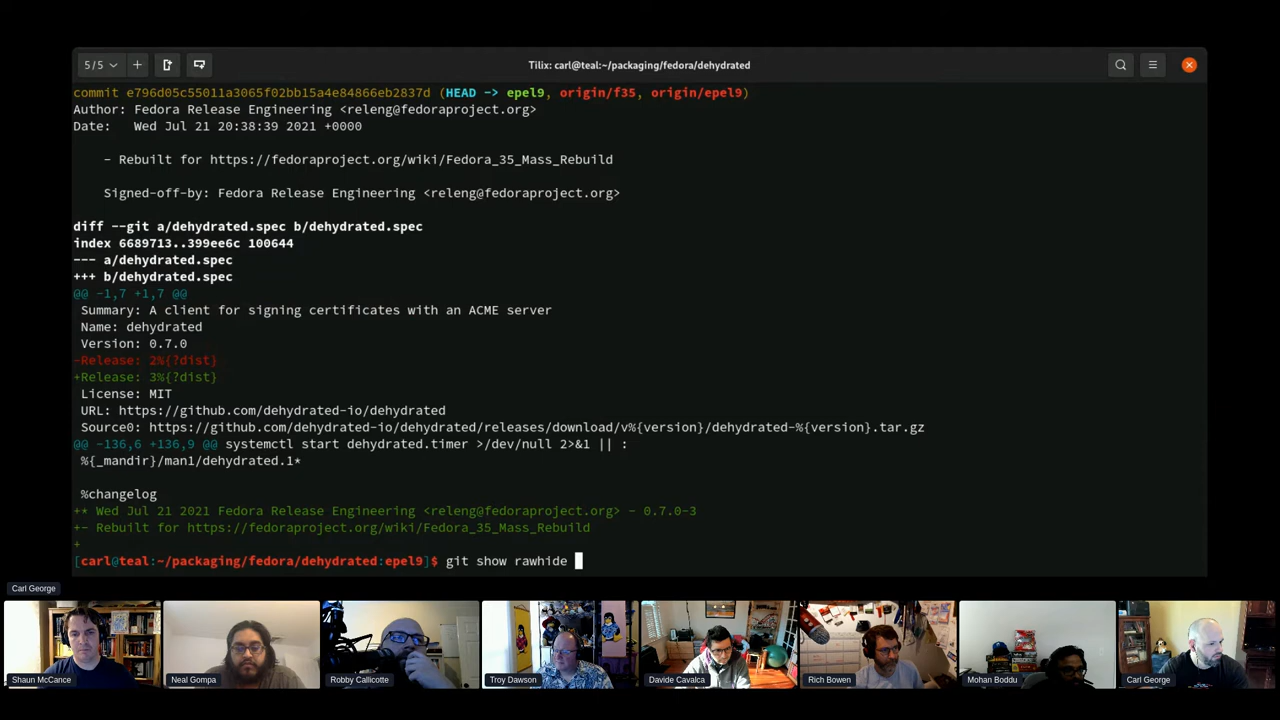 5/5
Tilix: carl@teal:~/packaging/fedora/dehydrated
commit e796d05c55011a3065f02bb15a4e84866eb2837d (HEAD -> epel9, origin/f35, origin/epel9)
Author: Fedora Release Engineering <releng@fedoraproject.org>
Date:   Wed Jul 21 20:38:39 2021 +0000
    - Rebuilt for https://fedoraproject.org/wiki/Fedora_35_Mass_Rebuild
    Signed-off-by: Fedora Release Engineering <releng@fedoraproject.org>
diff --git a/dehydrated.spec b/dehydrated.spec
index 6689713..399ee6c 100644
--- a/dehydrated.spec
+++ b/dehydrated.spec
@@ -1,7 +1,7 @@
 Summary: A client for signing certificates with an ACME server
 Name: dehydrated
 Version: 0.7.0
-Release: 2%{?dist}
+Release: 3%{?dist}
 License: MIT
 URL: https://github.com/dehydrated-io/dehydrated
 Source0: https://github.com/dehydrated-io/dehydrated/releases/download/v%{version}/dehydrated-%{version}.tar.gz
@@ -136,6 +136,9 @@ systemctl start dehydrated.timer >/dev/null 2>&1 || :
 %{_mandir}/man1/dehydrated.1*
 %changelog
+* Wed Jul 21 2021 Fedora Release Engineering <releng@fedoraproject.org> - 0.7.0-3
+- Rebuilt for https://fedoraproject.org/wiki/Fedora_35_Mass_Rebuild
+
[carl@teal:~/packaging/fedora/dehydrated:epel9]$ git show rawhide
Carl George
Shaun McCance
Neal Gompa
Robby Callicotte
Troy Dawson
Davide Cavalca
Rich Bowen
Mohan Boddu
Carl George